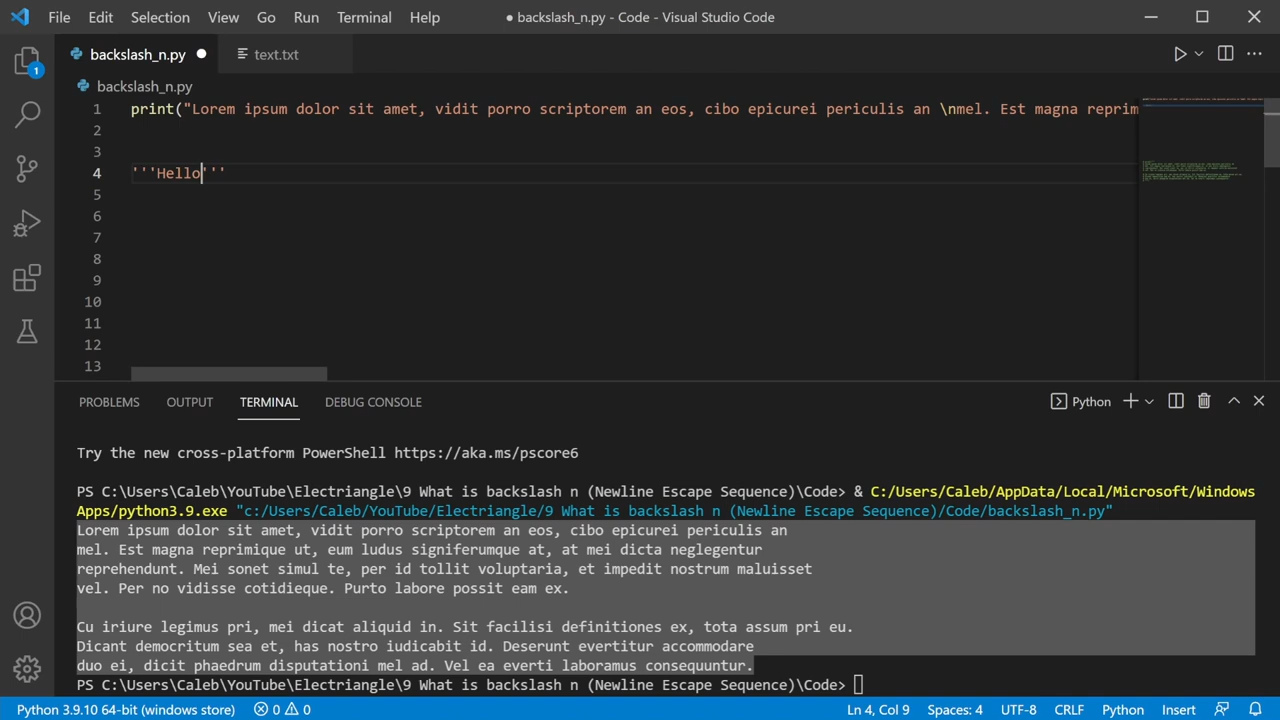 File Edit Selection View Go Run Terminal Help
● backslash_n.py - Code - Visual Studio Code
backslash_n.py ●
text.txt
1
backslash_n.py
1 print("Lorem ipsum dolor sit amet, vidit porro scriptorem an eos, cibo epicurei periculis an \nmel. Est magna reprim
2
3
4 '''Hello'''
5
6
7
8
9
10
11
12
13
PROBLEMS OUTPUT TERMINAL DEBUG CONSOLE
Python
Try the new cross-platform PowerShell https://aka.ms/pscore6
PS C:\Users\Caleb\YouTube\Electriangle\9 What is backslash n (Newline Escape Sequence)\Code> & C:/Users/Caleb/AppData/Local/Microsoft/Windows
Apps/python3.9.exe "c:/Users/Caleb/YouTube/Electriangle/9 What is backslash n (Newline Escape Sequence)/Code/backslash_n.py"
Lorem ipsum dolor sit amet, vidit porro scriptorem an eos, cibo epicurei periculis an
mel. Est magna reprimique ut, eum ludus signiferumque at, at mei dicta neglegentur
reprehendunt. Mei sonet simul te, per id tollit voluptaria, et impedit nostrum maluisset
vel. Per no vidisse cotidieque. Purto labore possit eam ex.
Cu iriure legimus pri, mei dicat aliquid in. Sit facilisi definitiones ex, tota assum pri eu.
Dicant democritum sea et, has nostro iudicabit id. Deserunt evertitur accommodare
duo ei, dicit phaedrum disputationi mel ad. Vel ea everti laboramus consequuntur.
PS C:\Users\Caleb\YouTube\Electriangle\9 What is backslash n (Newline Escape Sequence)\Code>
Python 3.9.10 64-bit (windows store) 0 0
Ln 4, Col 9 Spaces: 4 UTF-8 CRLF Python Insert